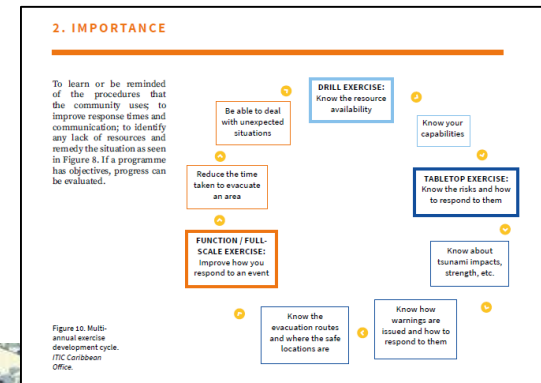 2. IMPORTANCE
To learn or be reminded
of the procedures that
the community uses; to
improve response times and
communication; to identify
any lack of resources and
remedy the situation as seen
in Figure 8. If a programme
has objectives, progress can
be evaluated.
DRILL EXERCISE:
Know the resource
availability
Know your
capabilities
TABLETOP EXERCISE:
Know the risks and how
to respond to them
Know about
tsunami impacts,
strength, etc.
Know how
warnings are
issued and how to
respond to them
Know the
evacuation routes
and where the safe
locations are
FUNCTION / FULL-
SCALE EXERCISE:
Improve how you
respond to an event
Reduce the time
taken to evacuate
an area
Be able to deal
with unexpected
situations
Figure 10. Multi-
annual exercise
development cycle.
ITIC Caribbean
Office.